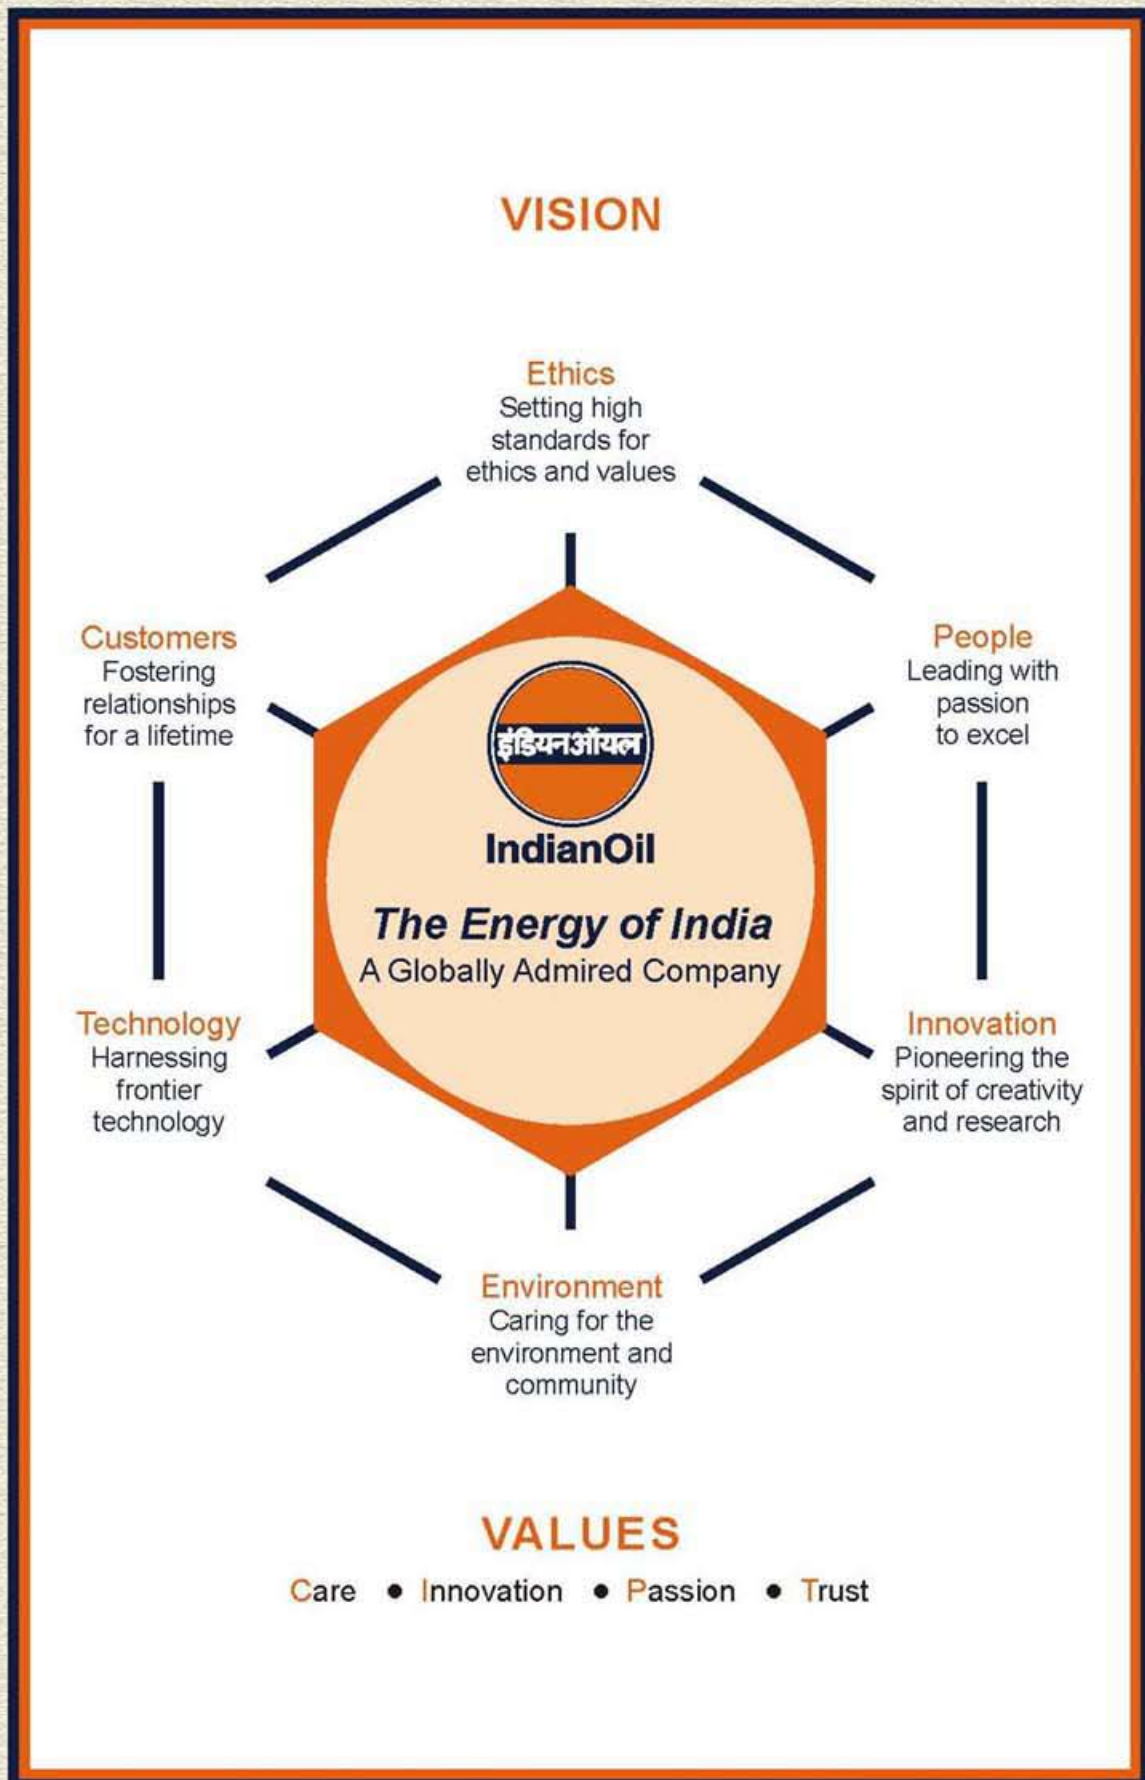 VISION
Ethics
Setting high
standards for
ethics and values
Customers
Fostering
relationships
for a lifetime
People
Leading with
passion
to excel
इंडियनऑयल
IndianOil
The Energy of India
A Globally Admired Company
Technology
Harnessing
frontier
technology
Innovation
Pioneering the
spirit of creativity
and research
Environment
Caring for the
environment and
community
VALUES
Care • Innovation • Passion • Trust